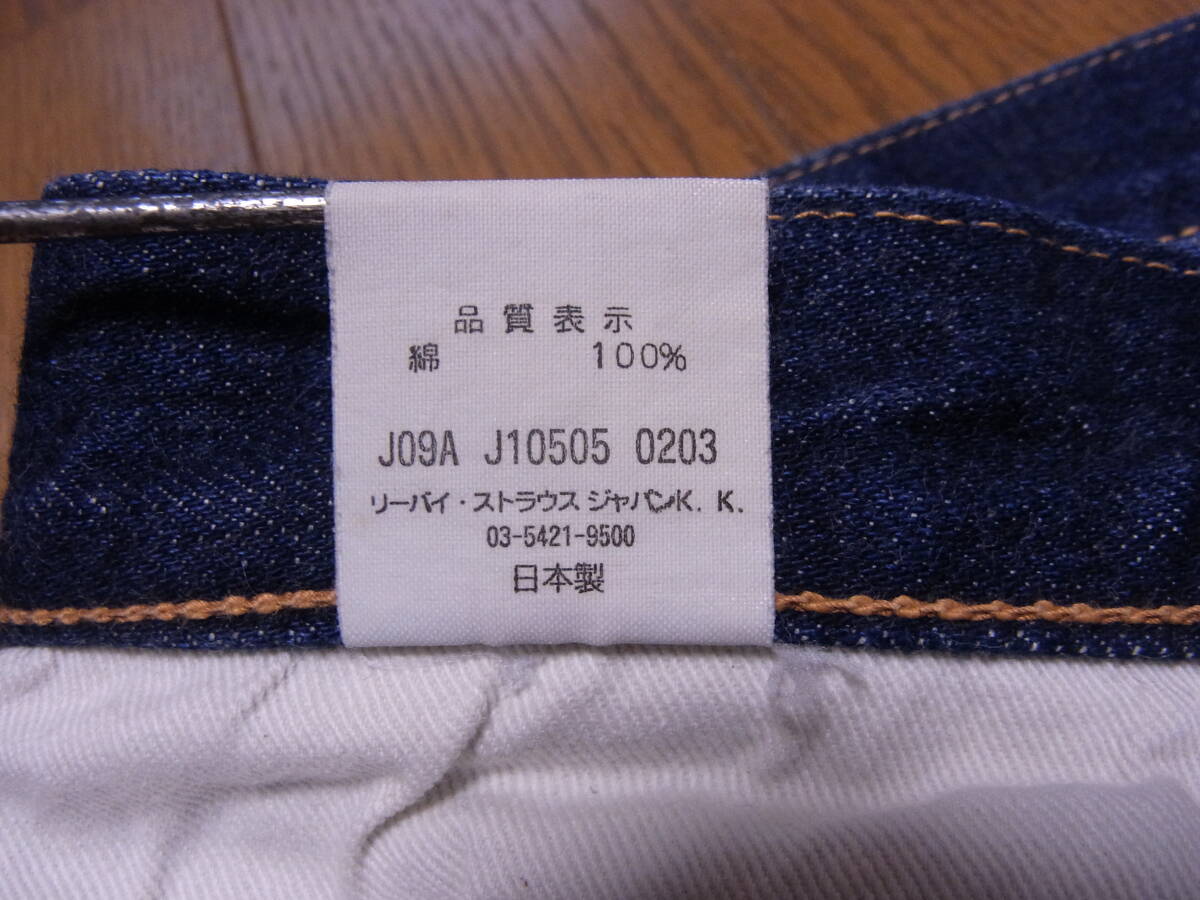 品質表示
綿 100%
J09A J10505 0203
リーバイ・ストラウス ジャパンK. K.
03-5421-9500
日本製